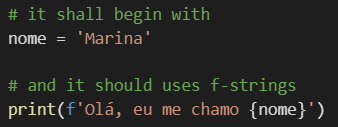 # it shall begin with
nome = 'Marina'
# and it should uses f-strings
print(f'Olá, eu me chamo {nome}')